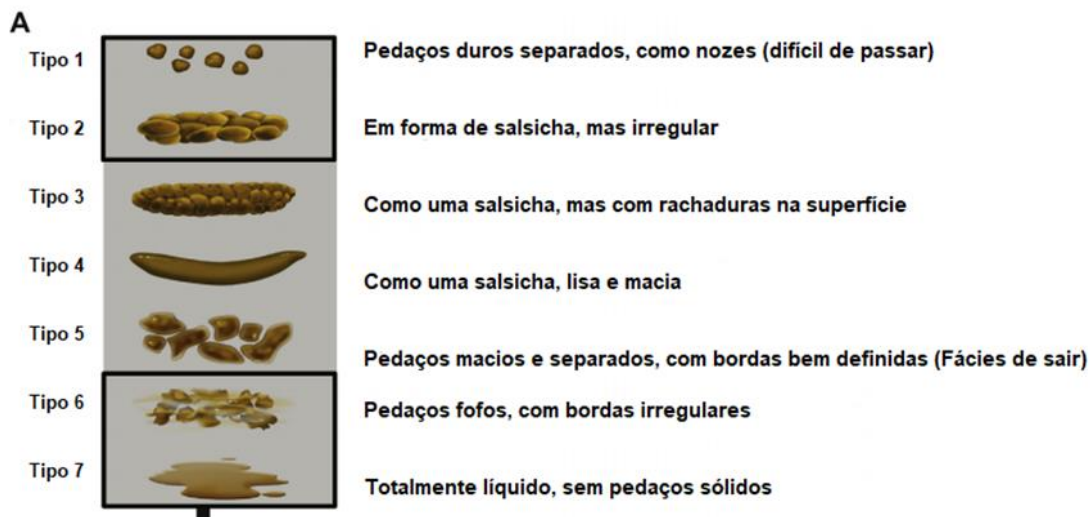 A
Tipo 1 Pedaços duros separados, como nozes (difícil de passar)
Tipo 2 Em forma de salsicha, mas irregular
Tipo 3 Como uma salsicha, mas com rachaduras na superfície
Tipo 4 Como uma salsicha, lisa e macia
Tipo 5 Pedaços macios e separados, com bordas bem definidas (Fácies de sair)
Tipo 6 Pedaços fofos, com bordas irregulares
Tipo 7 Totalmente líquido, sem pedaços sólidos